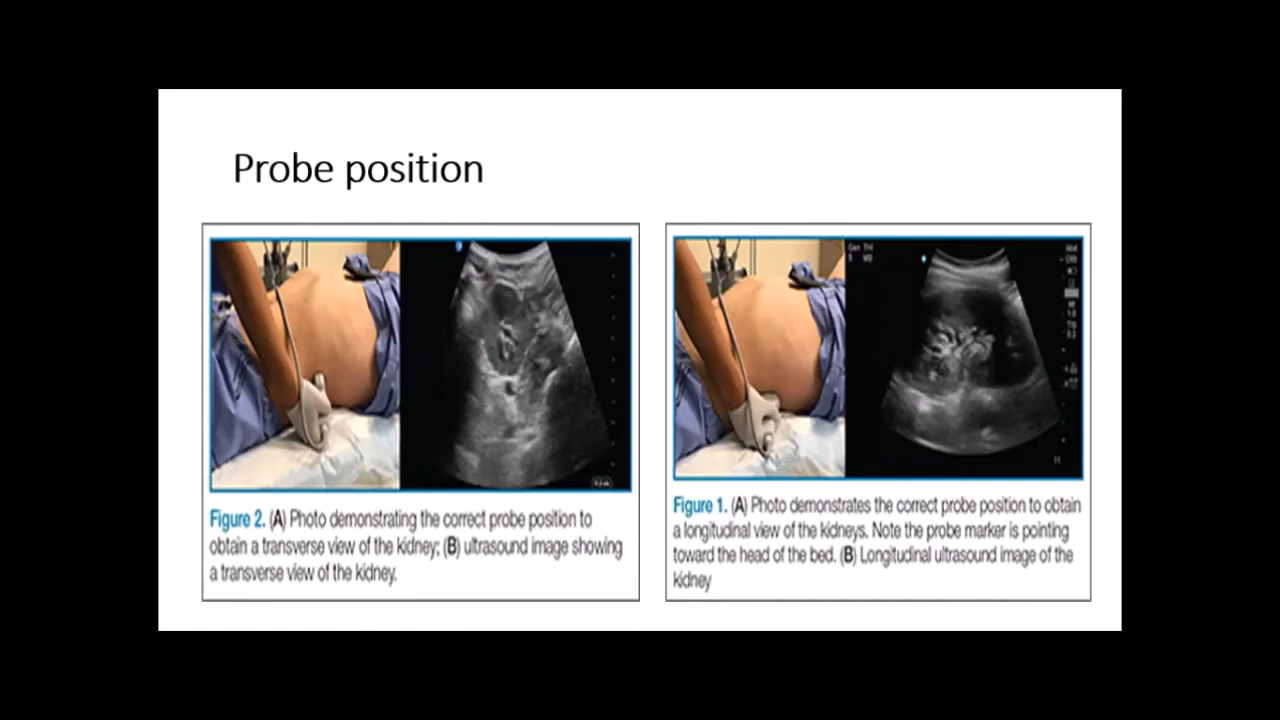 Probe position
Figure 2. (A) Photo demonstrating the correct probe position to
obtain a transverse view of the kidney; (B) ultrasound image showing
a transverse view of the kidney.
Figure 1. (A) Photo demonstrates the correct probe position to obtain
a longitudinal view of the kidneys. Note the probe marker is pointing
toward the head of the bed. (B) Longitudinal ultrasound image of the
kidney